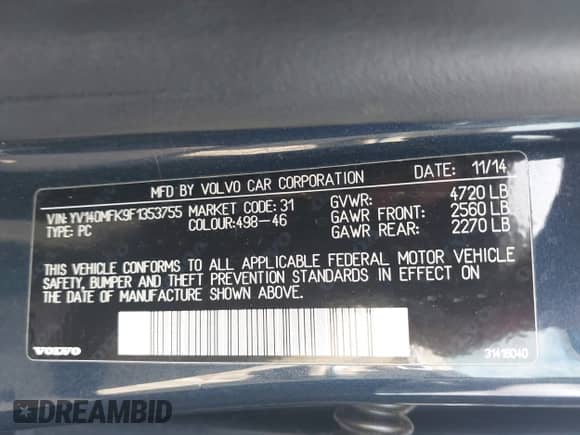 MFD BY VOLVO CAR CORPORATION DATE: 11/14
VIN: YV140MFK9F1353755 MARKET CODE: 31 GVWR: 4720 LB
TYPE: PC COLOUR:498-46 GAWR FRONT: 2560 LB
GAWR REAR: 2270 LB
THIS VEHICLE CONFORMS TO ALL APPLICABLE FEDERAL MOTOR VEHICLE
SAFETY, BUMPER AND THEFT PREVENTION STANDARDS IN EFFECT ON
THE DATE OF MANUFACTURE SHOWN ABOVE.
VOLVO 31416040
DREAMBID